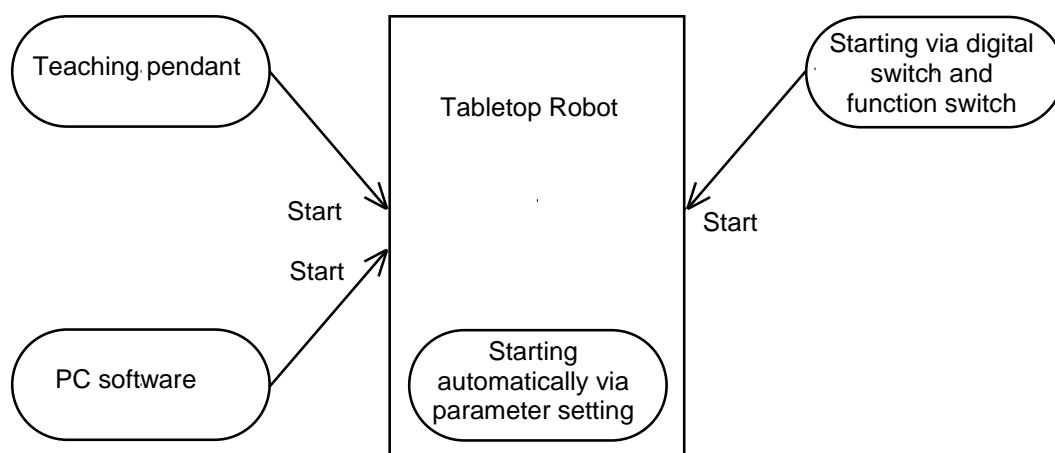 Teaching pendant
Tabletop Robot
Starting via digital
switch and
function switch
Start
Start
Start
PC software
Starting
automatically via
parameter setting